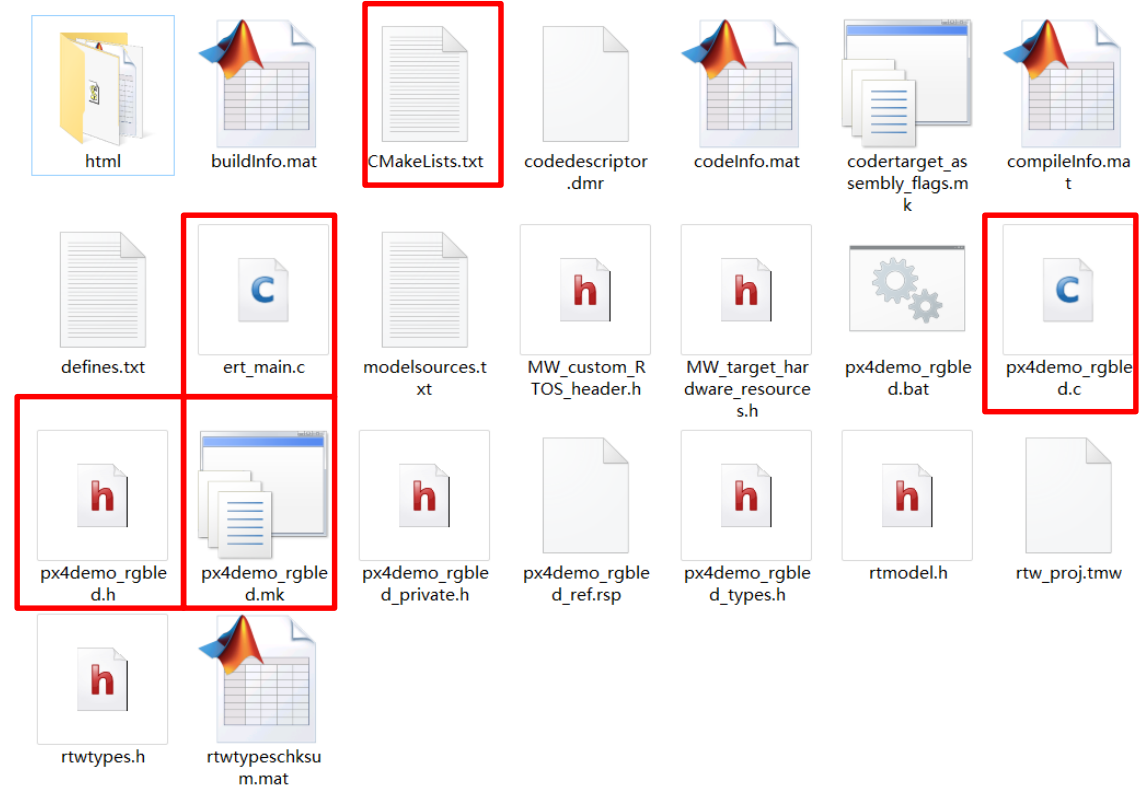 html
buildInfo.mat
CMakeLists.txt
codedescriptor
.dmr
codeInfo.mat
codertarget_as
sembly_flags.m
k
compileInfo.ma
t
defines.txt
ert_main.c
modelsources.t
xt
MW_custom_R
TOS_header.h
MW_target_har
dware_resource
s.h
px4demo_rgble
d.bat
px4demo_rgble
d.c
px4demo_rgble
d.h
px4demo_rgble
d.mk
px4demo_rgble
d_private.h
px4demo_rgble
d_ref.rsp
px4demo_rgble
d_types.h
rtmodel.h
rtw_proj.tmw
rtwtypes.h
rtwtypeschksu
m.mat